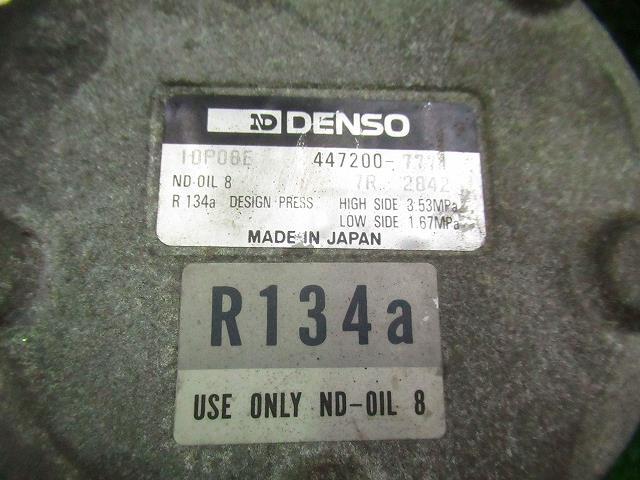 ND DENSO
10P08E 447200-
ND-OIL 8 7R 2842
R 134a DESIGN PRESS HIGH SIDE 3.53MPa
LOW SIDE 1.67MPa
MADE IN JAPAN
R134a
USE ONLY ND-OIL 8